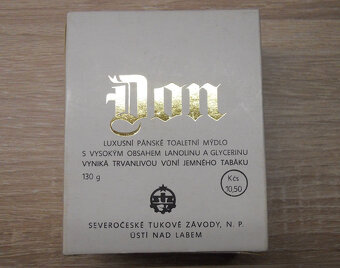 Don
LUXUSNÍ PÁNSKÉ TOALETNÍ MÝDLO
S VYSOKÝM OBSAHEM LANOLINU A GLYCERINU
VYNIKÁ TRVANLIVOU VŮNÍ JEMNÉHO TABÁKU
130 g
Kčs
10,50
SEVEROČESKÉ TUKOVÉ ZÁVODY, N. P.
ÚSTÍ NAD LABEM